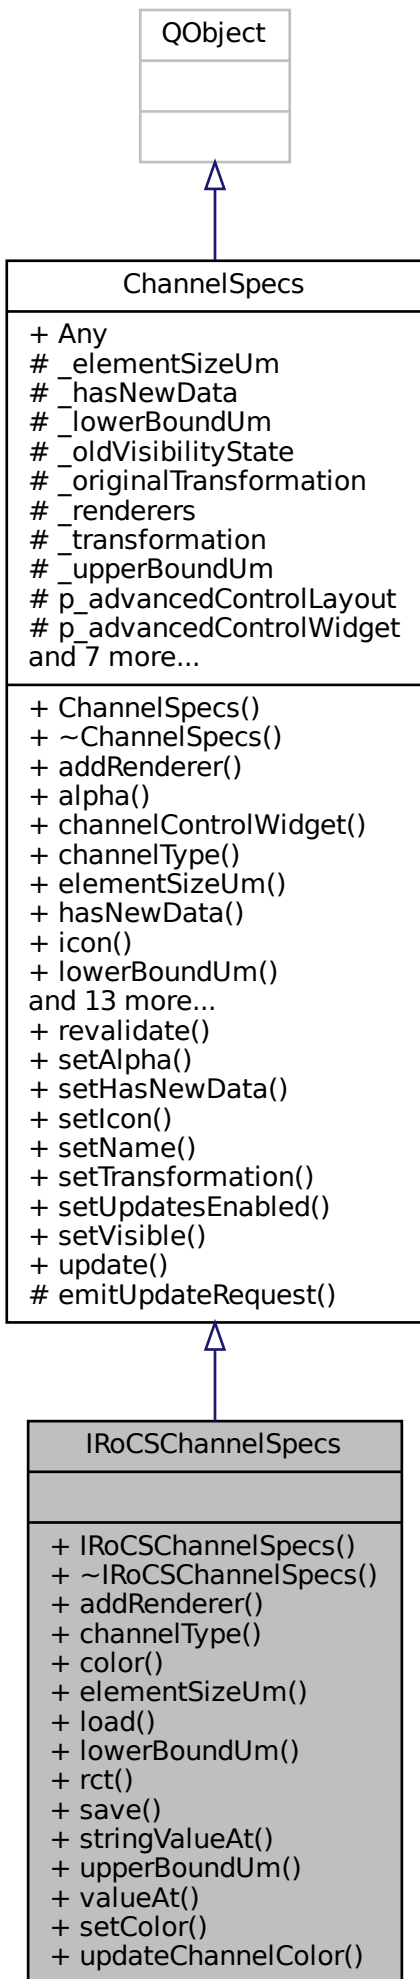 QObject
ChannelSpecs
+ Any
# _elementSizeUm
# _hasNewData
# _lowerBoundUm
# _oldVisibilityState
# _originalTransformation
# _renderers
# _transformation
# _upperBoundUm
# p_advancedControlLayout
# p_advancedControlWidget
and 7 more...
+ ChannelSpecs()
+ ~ChannelSpecs()
+ addRenderer()
+ alpha()
+ channelControlWidget()
+ channelType()
+ elementSizeUm()
+ hasNewData()
+ icon()
+ lowerBoundUm()
and 13 more...
+ revalidate()
+ setAlpha()
+ setHasNewData()
+ setIcon()
+ setName()
+ setTransformation()
+ setUpdatesEnabled()
+ setVisible()
+ update()
# emitUpdateRequest()
IRoCSChannelSpecs
+ IRoCSChannelSpecs()
+ ~IRoCSChannelSpecs()
+ addRenderer()
+ channelType()
+ color()
+ elementSizeUm()
+ load()
+ lowerBoundUm()
+ rct()
+ save()
+ stringValueAt()
+ upperBoundUm()
+ valueAt()
+ setColor()
+ updateChannelColor()